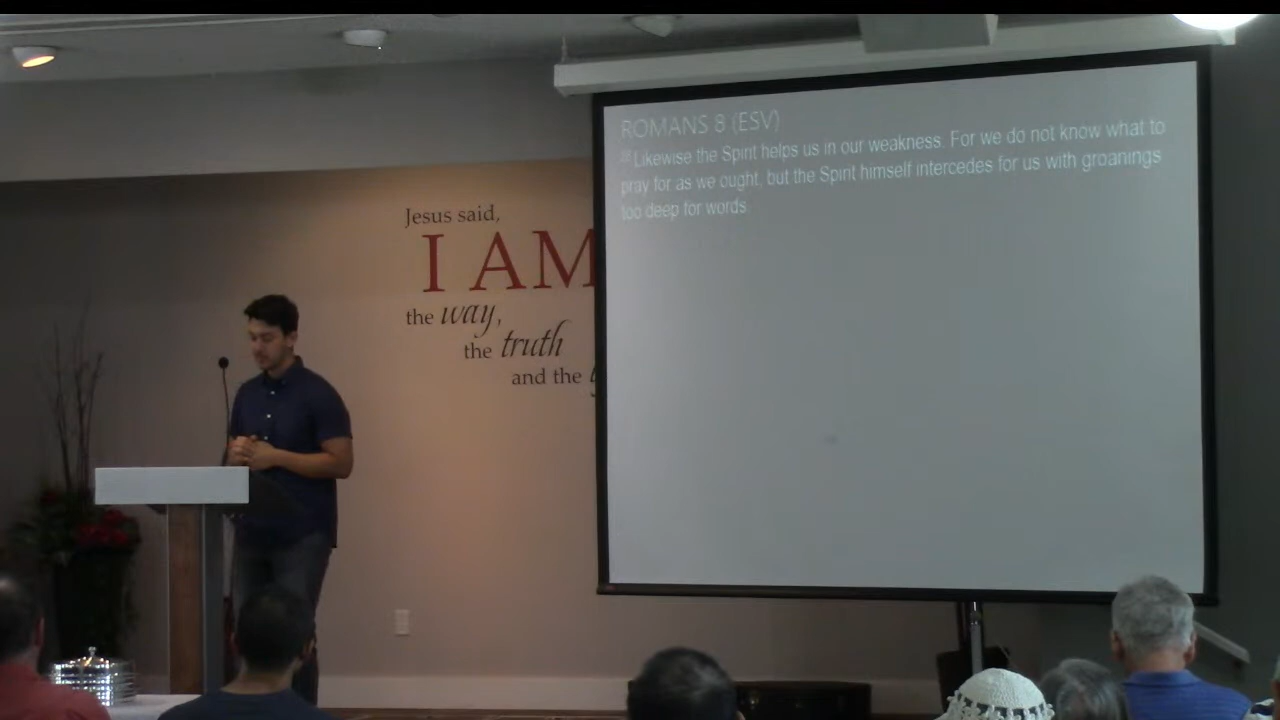 Jesus said,
I AM
the way,
the truth
and the
ROMANS 8 (ESV)
26 Likewise the Spirit helps us in our weakness. For we do not know what to
pray for as we ought, but the Spirit himself intercedes for us with groanings
too deep for words.